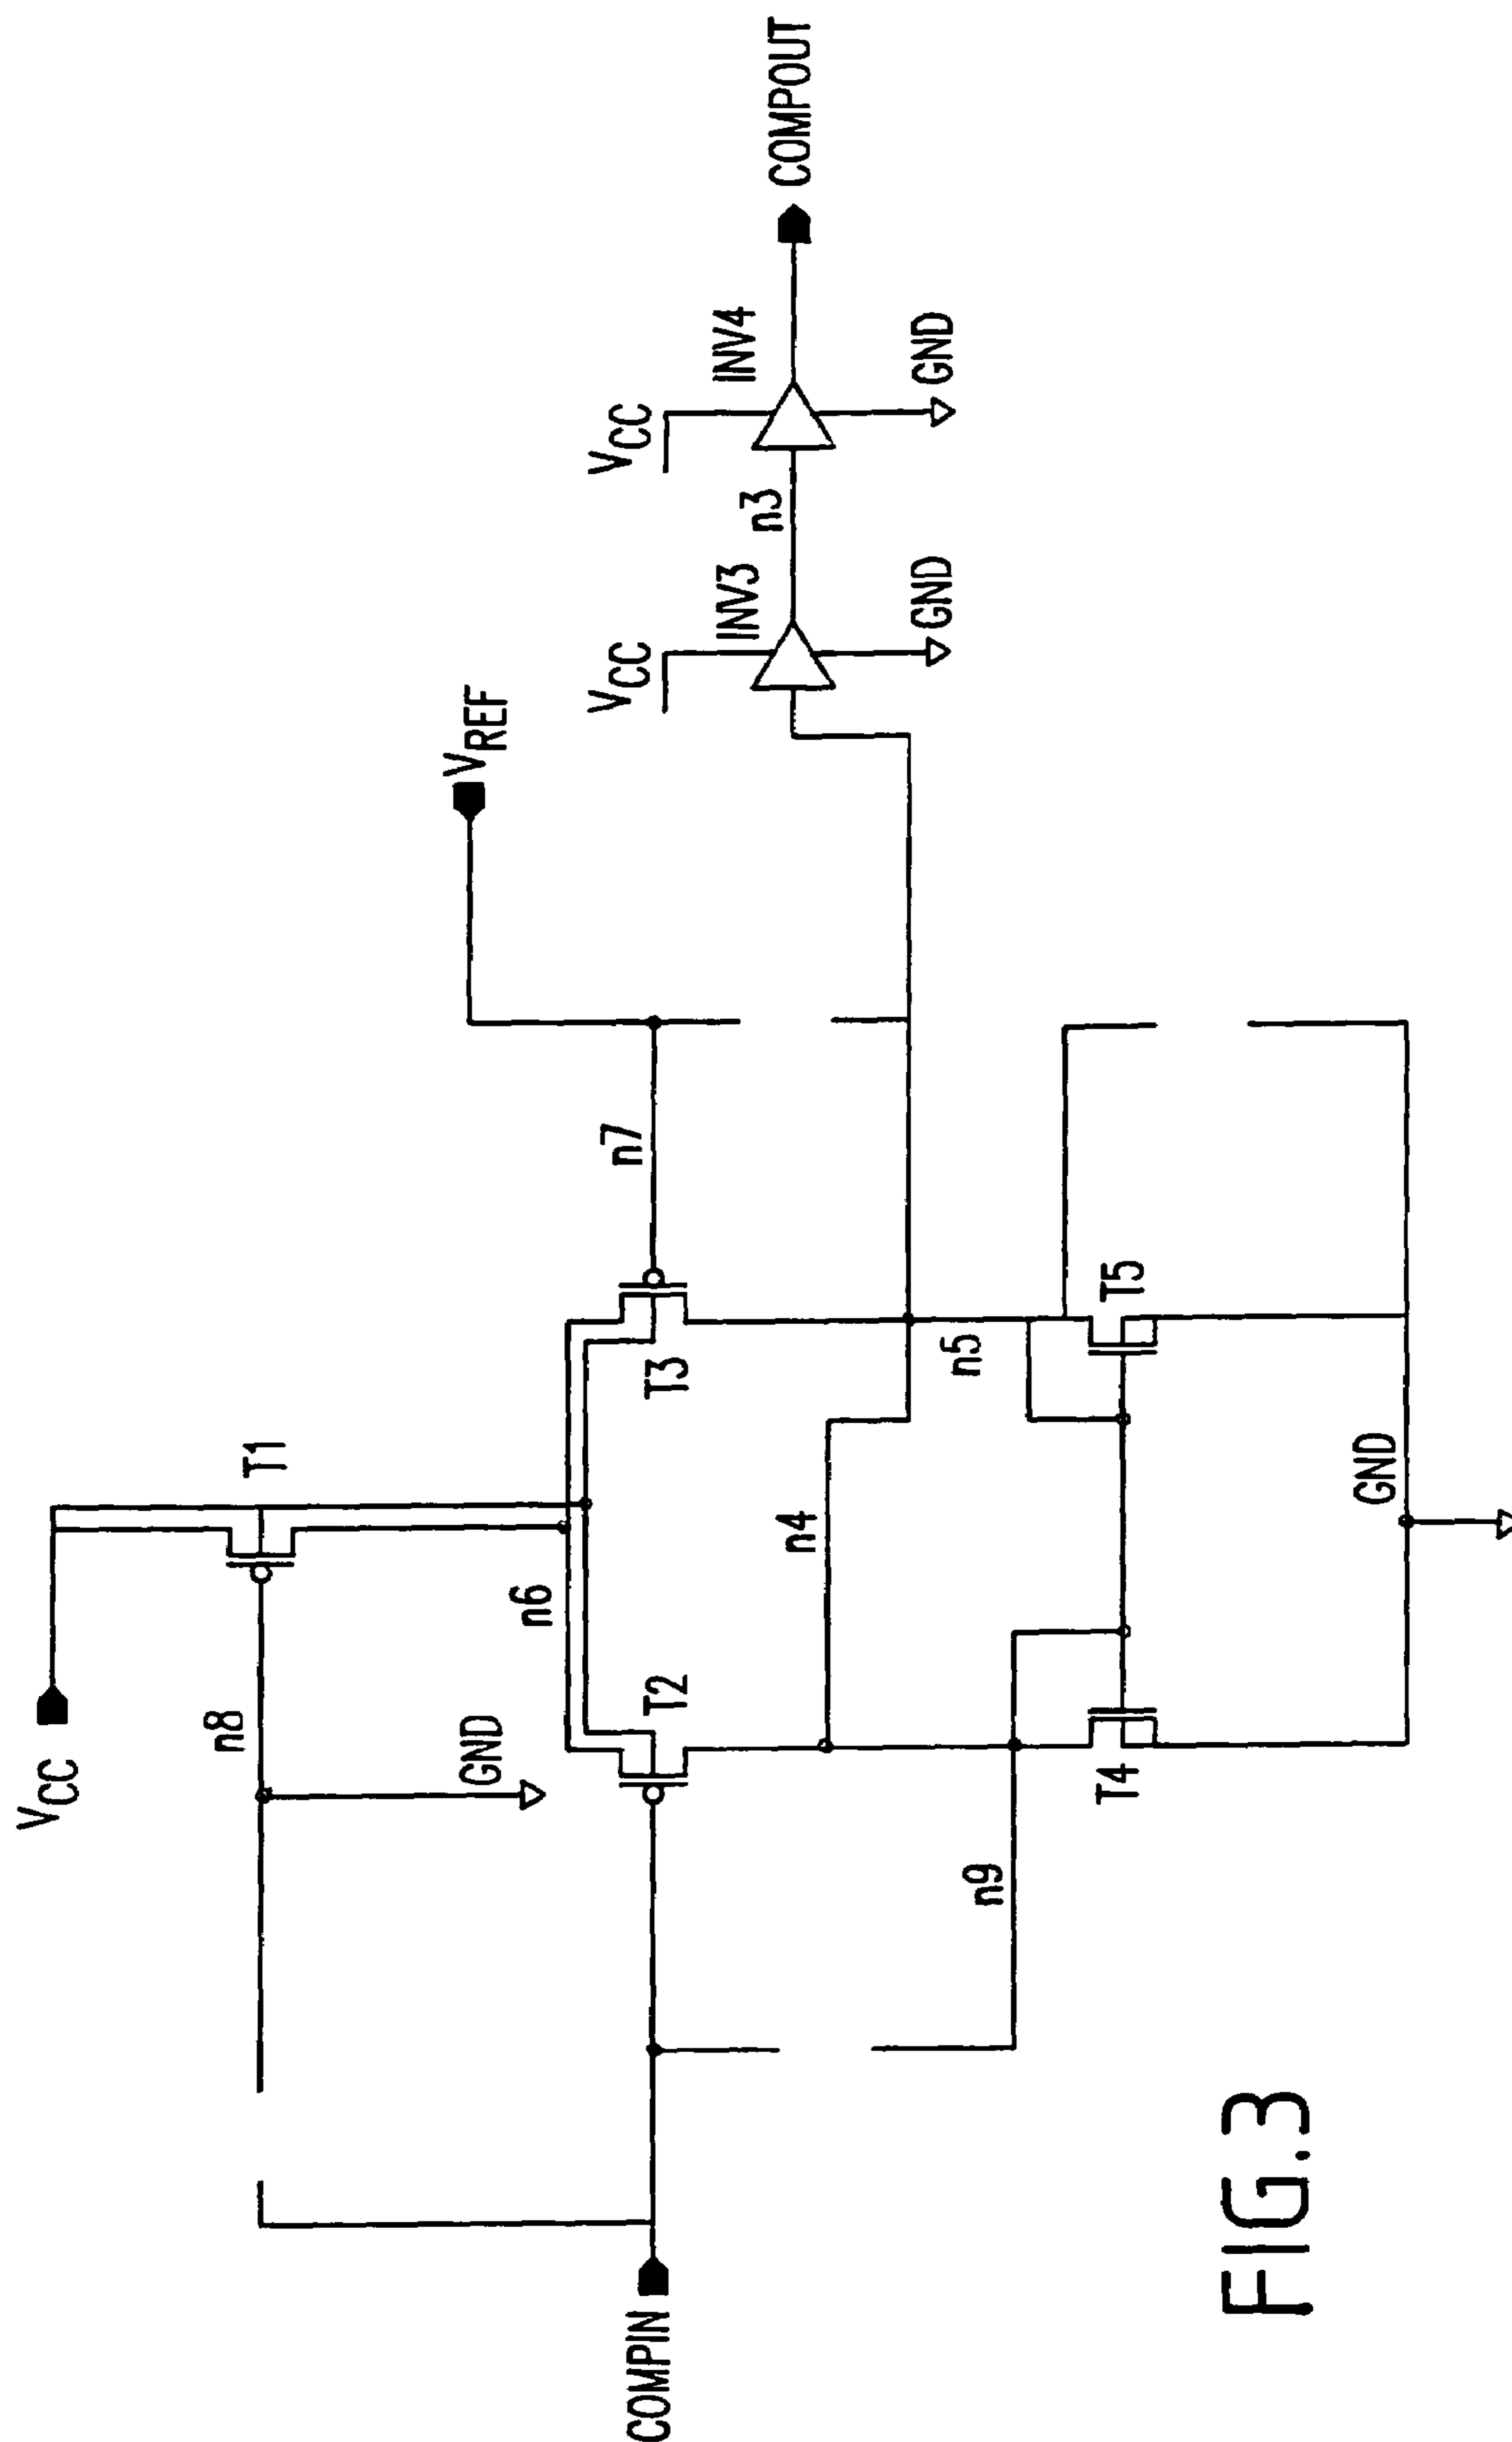 VCC
T1
n8
GND
n6
VREF
n7
T2
T3
COMPIN
VCC
INV3
VCC
INV4
COMPOUT
n3
n4
GND
GND
n5
n9
T4
T5
GND
FIG.3